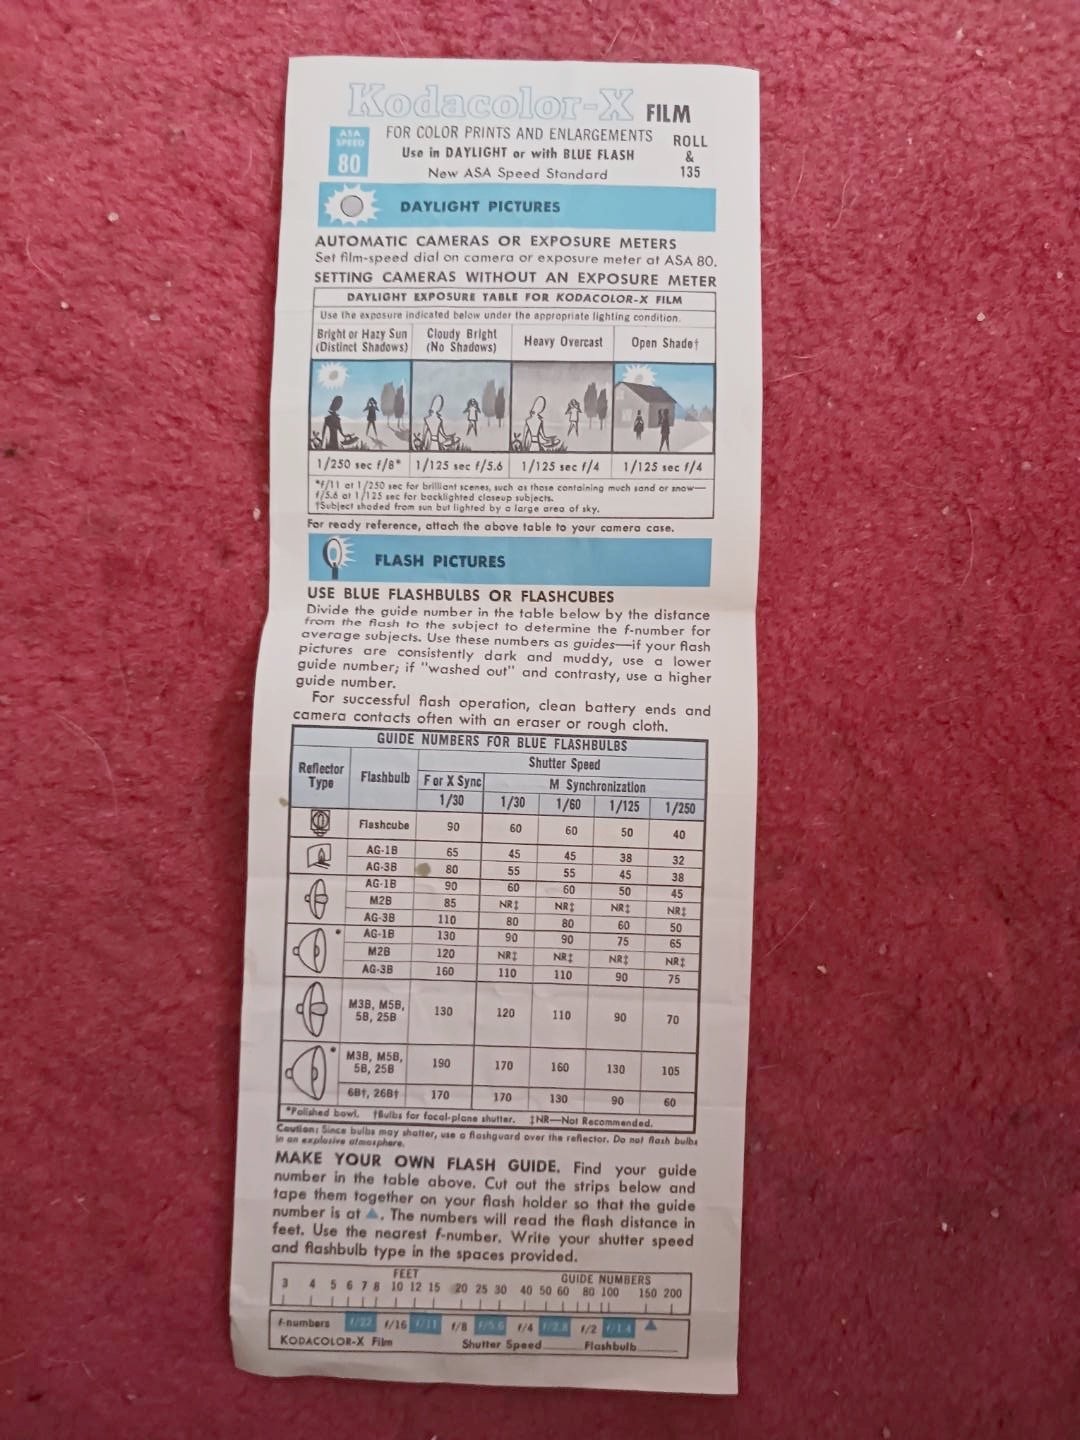 Kodacolor-X FILM
ASA SPEED 80
FOR COLOR PRINTS AND ENLARGEMENTS
Use in DAYLIGHT or with BLUE FLASH
New ASA Speed Standard
ROLL
&
135
DAYLIGHT PICTURES
AUTOMATIC CAMERAS OR EXPOSURE METERS
Set film-speed dial on camera or exposure meter at ASA 80.
SETTING CAMERAS WITHOUT AN EXPOSURE METER
DAYLIGHT EXPOSURE TABLE FOR KODACOLOR-X FILM
Use the exposure indicated below under the appropriate lighting condition.
Bright or Hazy Sun (Distinct Shadows) Cloudy Bright (No Shadows) Heavy Overcast Open Shade†
1/250 sec f/8* 1/125 sec f/5.6 1/125 sec f/4 1/125 sec f/4
*f/11 at 1/250 sec for brilliant scenes, such as those containing much sand or snow—
f/5.6 at 1/125 sec for backlighted closeup subjects.
†Subject shaded from sun but lighted by a large area of sky.
For ready reference, attach the above table to your camera case.
FLASH PICTURES
USE BLUE FLASHBULBS OR FLASHCUBES
Divide the guide number in the table below by the distance
from the flash to the subject to determine the f-number for
average subjects. Use these numbers as guides—if your flash
pictures are consistently dark and muddy, use a lower
guide number; if "washed out" and contrasty, use a higher
guide number.
For successful flash operation, clean battery ends and
camera contacts often with an eraser or rough cloth.
GUIDE NUMBERS FOR BLUE FLASHBULBS
Reflector Type Flashbulb Shutter Speed
F or X Sync M Synchronization
1/30 1/30 1/60 1/125 1/250
Flashcube 90 60 60 50 40
AG-1B 65 45 45 38 32
AG-3B 80 55 55 45 38
AG-1B 90 60 60 50 45
M2B 85 NR‡ NR‡ NR‡ NR‡
AG-3B 110 80 80 60 50
* AG-1B 130 90 90 75 65
M2B 120 NR‡ NR‡ NR‡ NR‡
AG-3B 160 110 110 90 75
M3B, M5B, 5B, 25B 130 120 110 90 70
* M3B, M5B, 5B, 25B 190 170 160 130 105
6B†, 26B† 170 170 130 90 60
*Polished bowl. †Bulbs for focal-plane shutter. ‡NR—Not Recommended.
Caution: Since bulbs may shatter, use a flashguard over the reflector. Do not flash bulbs
in an explosive atmosphere.
MAKE YOUR OWN FLASH GUIDE. Find your guide
number in the table above. Cut out the strips below and
tape them together on your flash holder so that the guide
number is at ▲. The numbers will read the flash distance in
feet. Use the nearest f-number. Write your shutter speed
and flashbulb type in the spaces provided.
FEET GUIDE NUMBERS
3 4 5 6 7 8 10 12 15 20 25 30 40 50 60 80 100 150 200
f-numbers f/22 f/16 f/11 f/8 f/5.6 f/4 f/2.8 f/2 f/1.4 ▲
KODACOLOR-X Film Shutter Speed Flashbulb